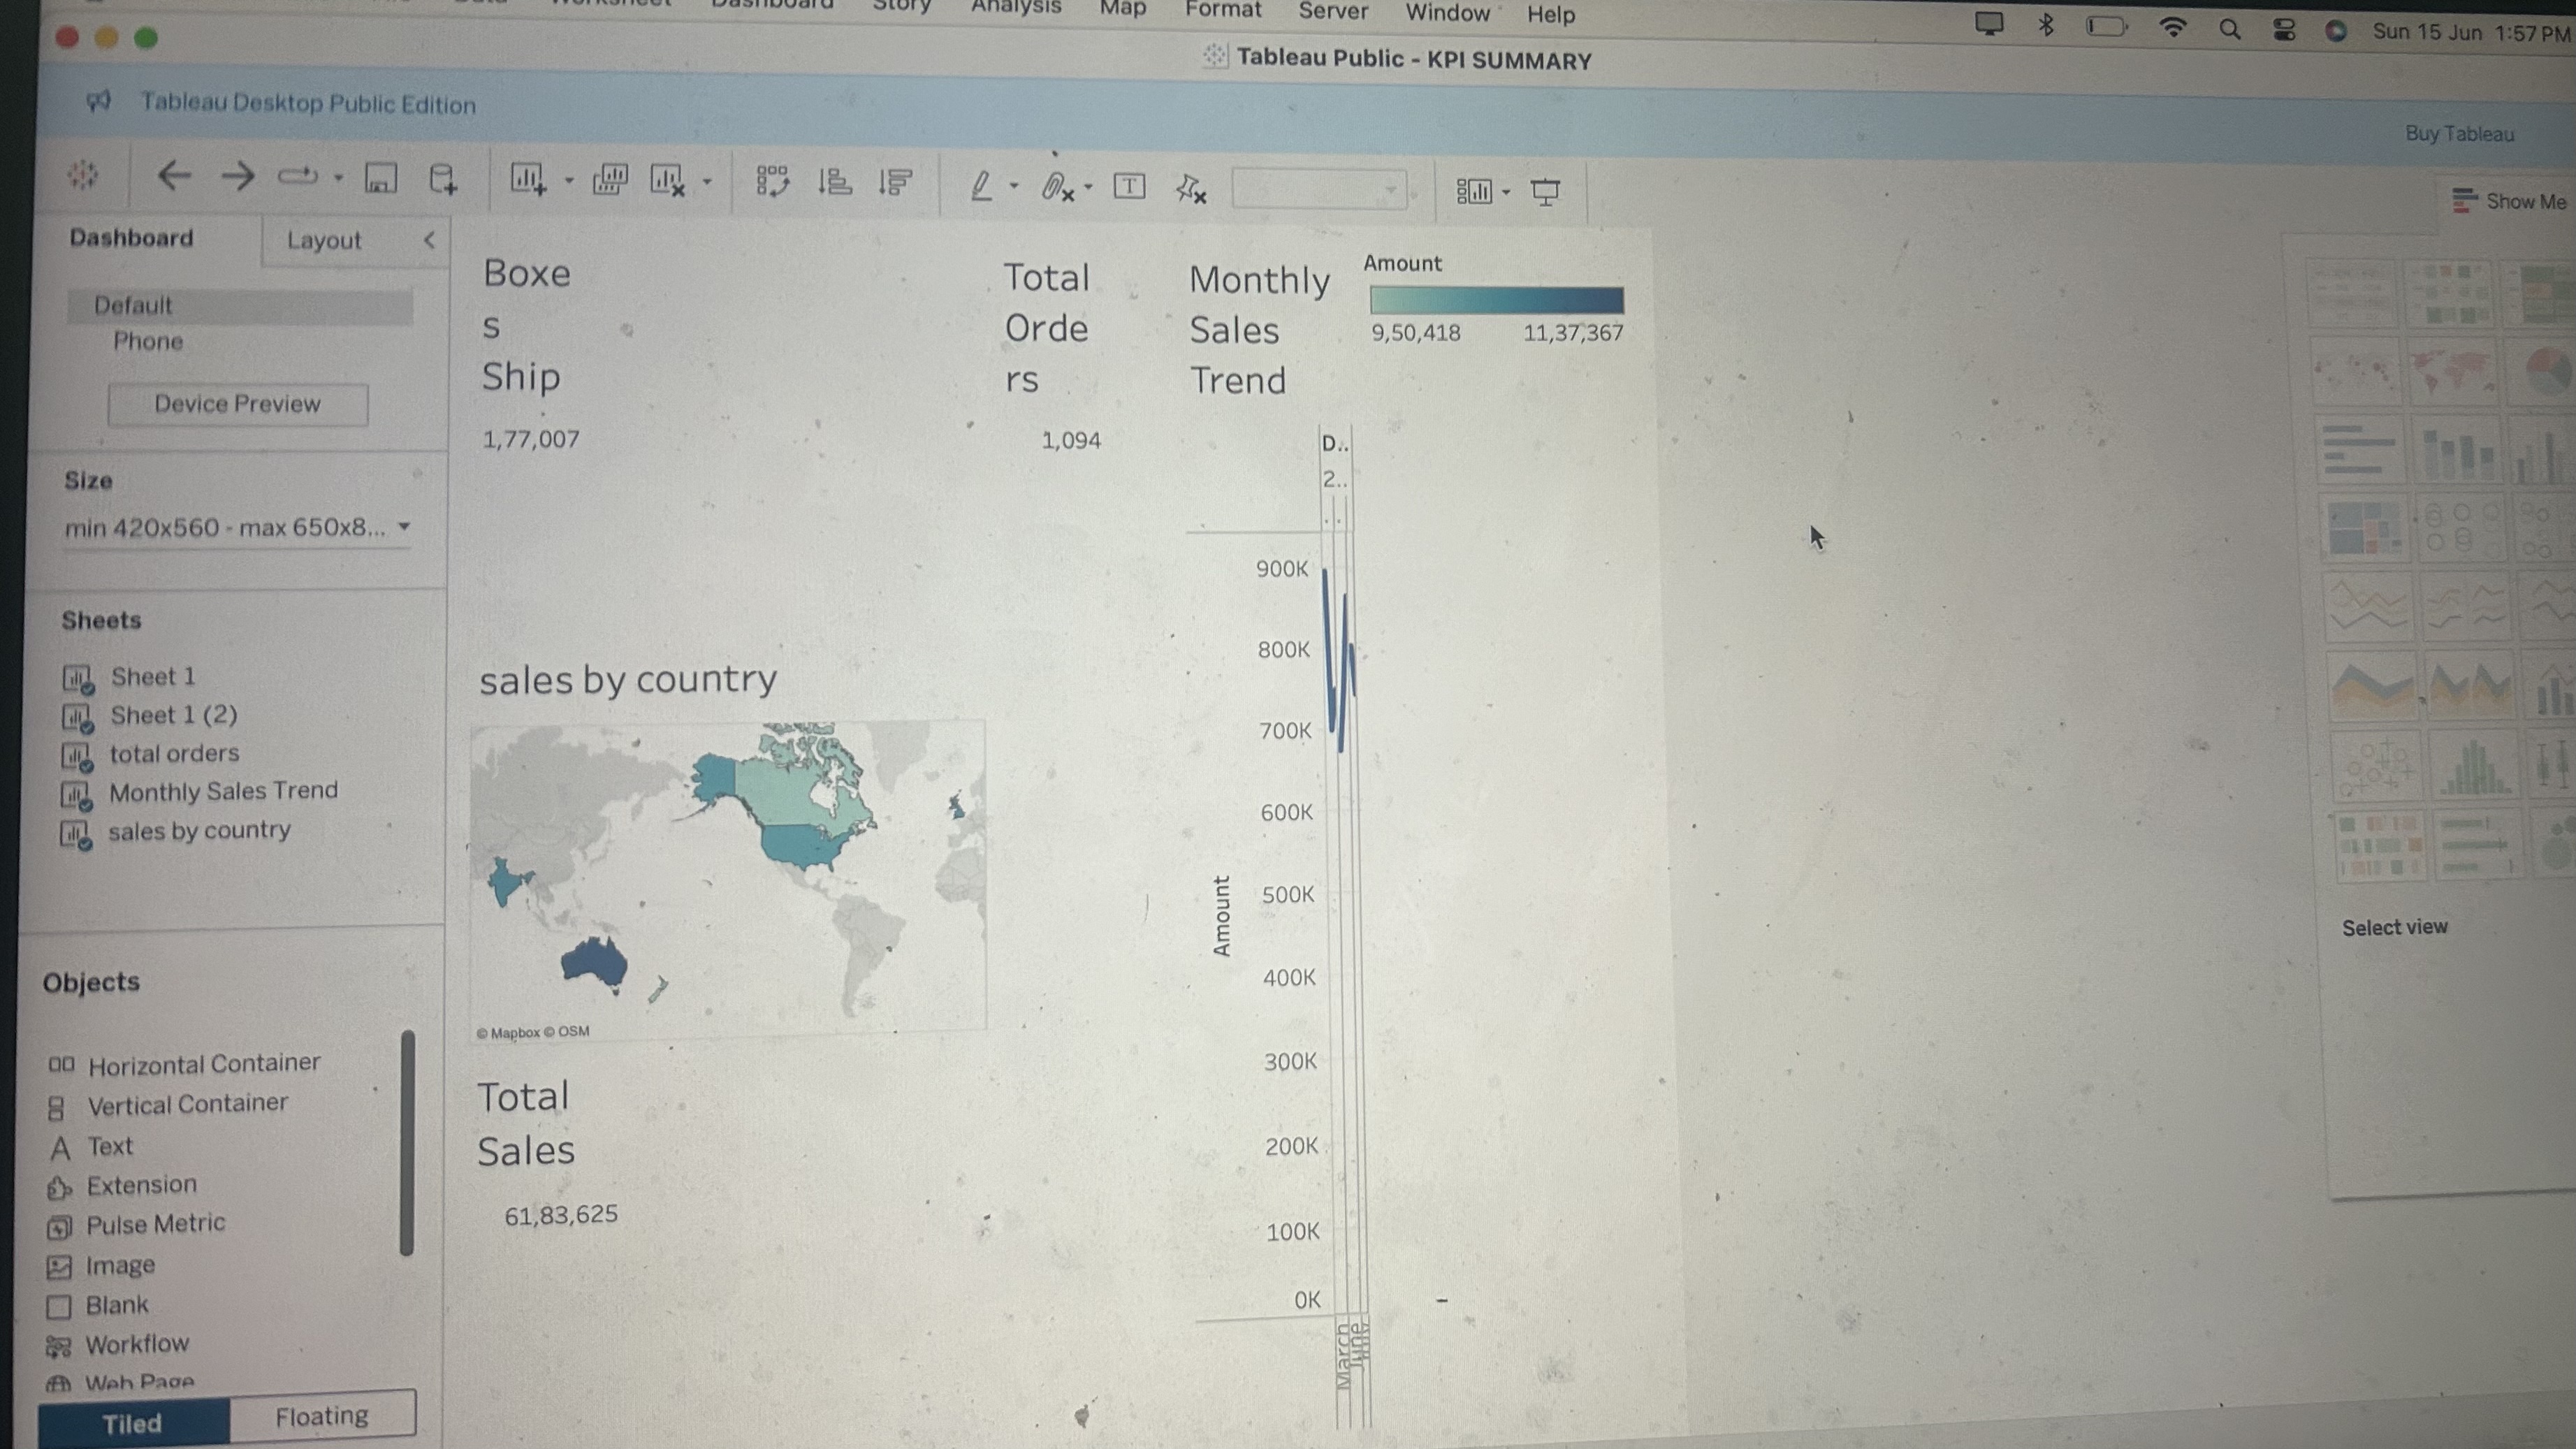 Dashboard Story Analysis Map Format Server Window Help
Sun 15 Jun 1:57 PM
Tableau Public - KPI SUMMARY
Tableau Desktop Public Edition
Buy Tableau
Show Me
Dashboard
Layout
Default
Phone
Device Preview
Size
min 420x560 - max 650x8...
Sheets
Sheet 1
Sheet 1 (2)
total orders
Monthly Sales Trend
sales by country
Objects
Horizontal Container
Vertical Container
A Text
Extension
Pulse Metric
Image
Blank
Workflow
Web Page
Tiled
Floating
Boxe
s
Ship
1,77,007
Total
Orde
rs
1,094
sales by country
© Mapbox © OSM
Total
Sales
61,83,625
Monthly
Sales
Trend
Amount
9,50,418 11,37,367
D..
2..
900K
800K
700K
600K
500K
400K
300K
200K
100K
0K
Amount
March
June
Select view